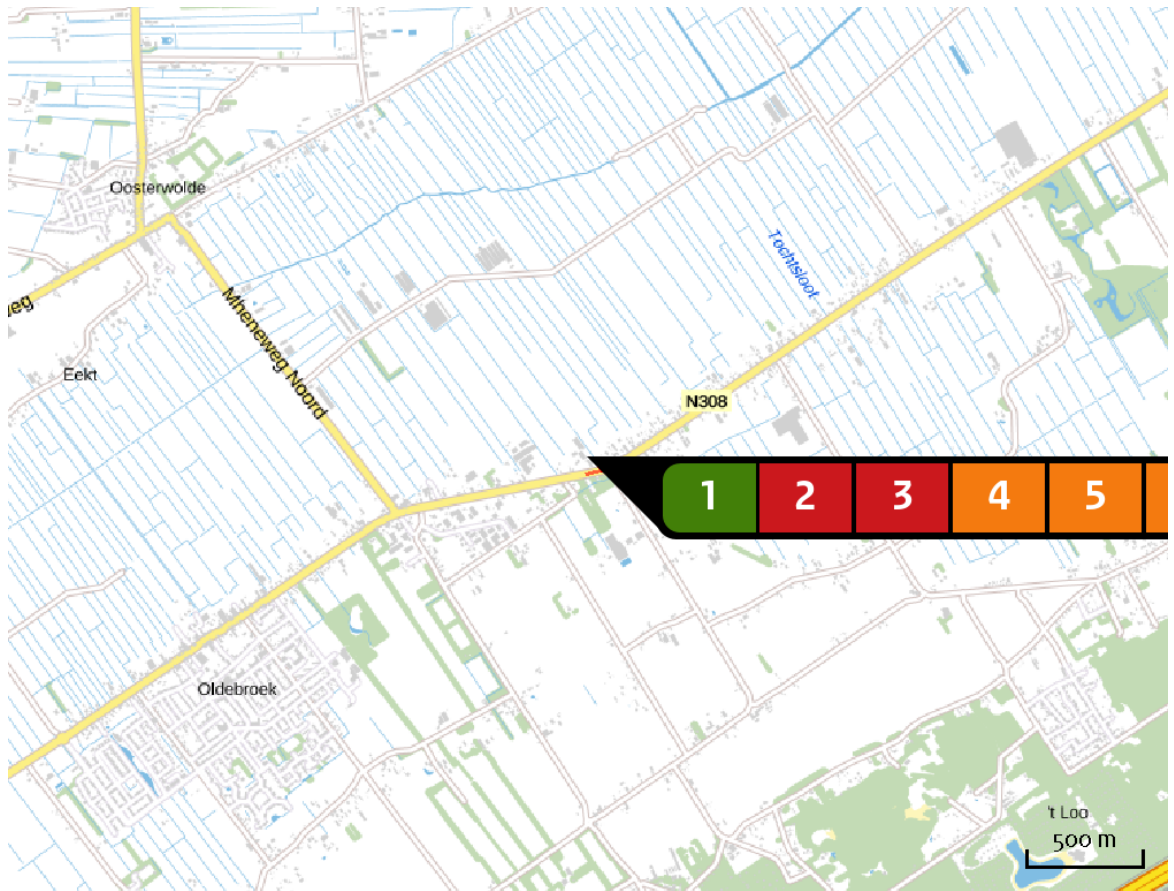 Oosterwolde
eg
Mheneweg Noord
Eekt
Tochtsloot
N308
1 2 3 4 5
Oldebroek
't Loo
500 m